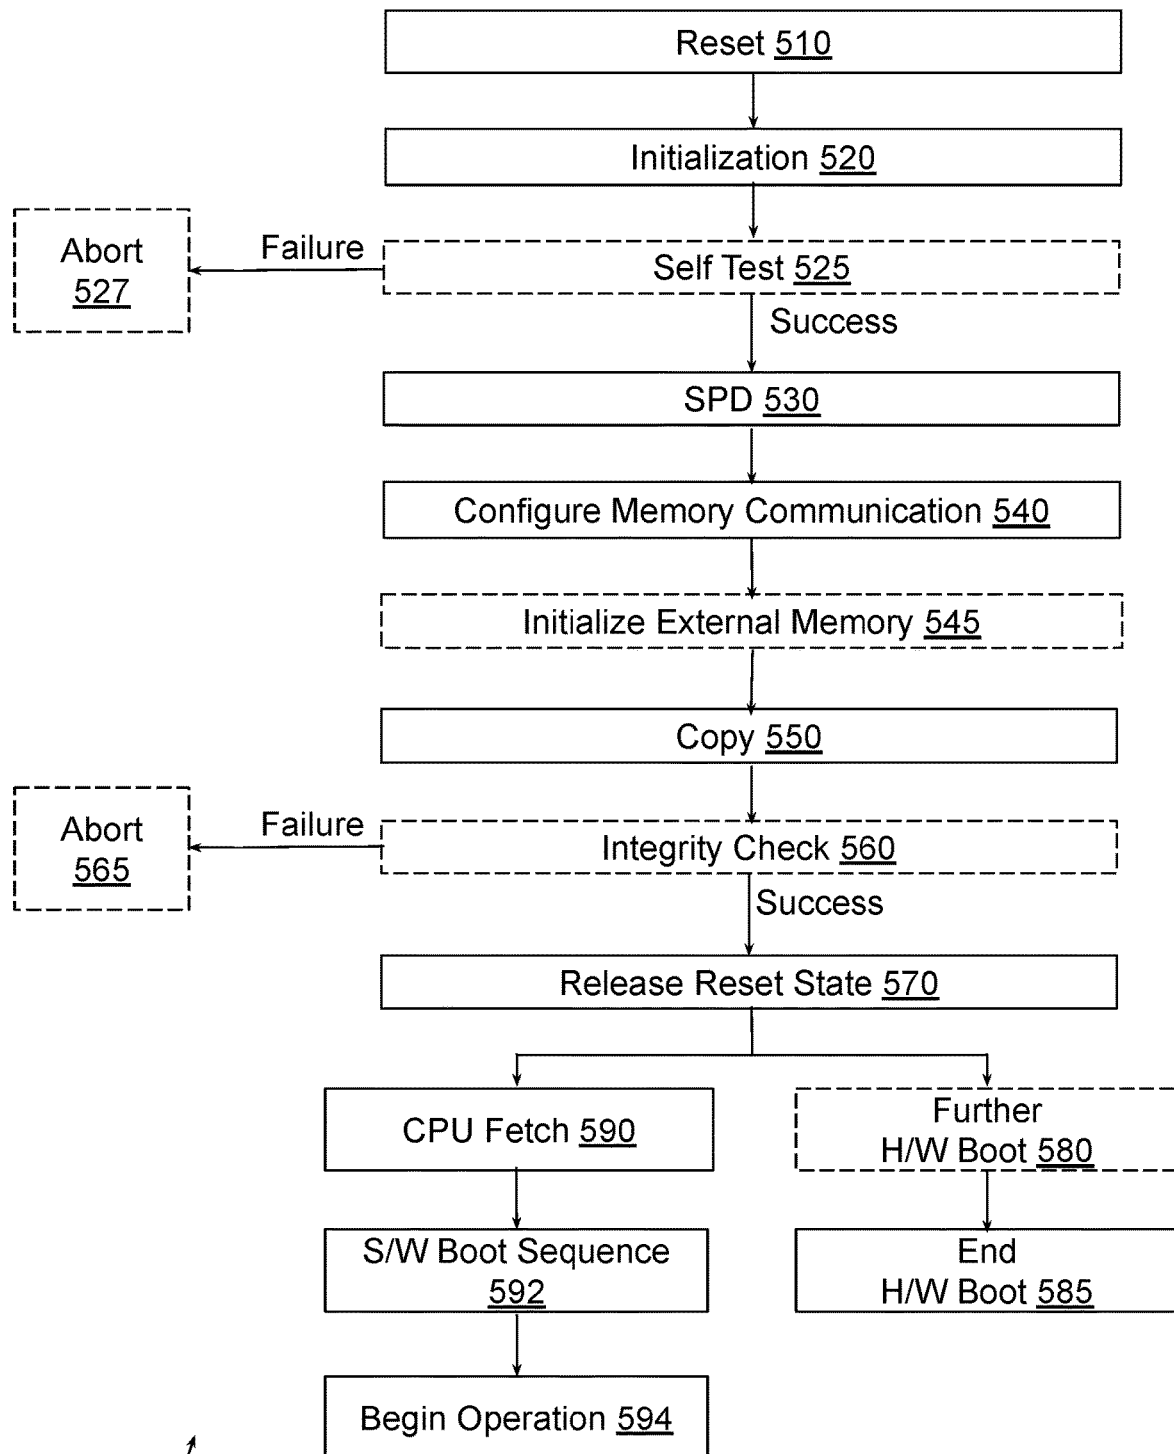 Reset 510
Initialization 520
Abort
527
Failure
Self Test 525
Success
SPD 530
Configure Memory Communication 540
Initialize External Memory 545
Copy 550
Abort
565
Failure
Integrity Check 560
Success
Release Reset State 570
CPU Fetch 590
Further
H/W Boot 580
S/W Boot Sequence
592
End
H/W Boot 585
Begin Operation 594